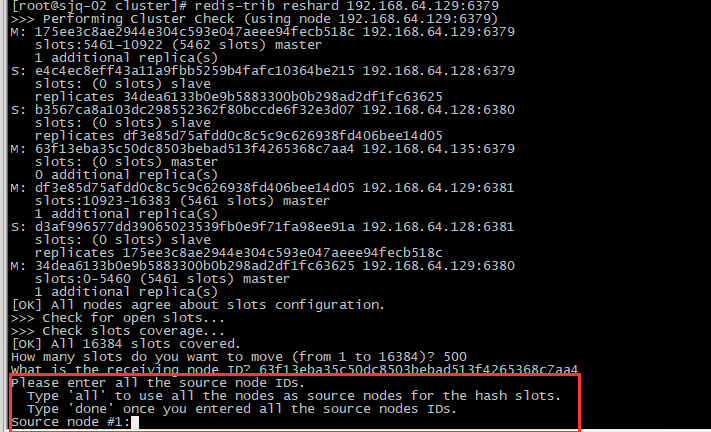 [root@sjq-02 cluster]# redis-trib reshard 192.168.64.129:6379
>>> Performing Cluster Check (using node 192.168.64.129:6379)
M: 175ee3c8ae2944e304c593e047aeee94fecb518c 192.168.64.129:6379
   slots:5461-10922 (5462 slots) master
   1 additional replica(s)
S: e4c4ec8eff43a11a9fbb5259b4fafc10364be215 192.168.64.128:6379
   slots: (0 slots) slave
   replicates 34dea6133b0e9b5883300b0b298ad2df1fc63625
S: b3567ca8a103dc298552362f80bccde6f32e3d07 192.168.64.128:6380
   slots: (0 slots) slave
   replicates df3e85d75afdd0c8c5c9c626938fd406bee14d05
M: 63f13eba35c50dc8503bebad513f4265368c7aa4 192.168.64.135:6379
   slots: (0 slots) master
   0 additional replica(s)
M: df3e85d75afdd0c8c5c9c626938fd406bee14d05 192.168.64.129:6381
   slots:10923-16383 (5461 slots) master
   1 additional replica(s)
S: d3af996577dd39065023539fb0e9f71fa98ee91a 192.168.64.128:6381
   slots: (0 slots) slave
   replicates 175ee3c8ae2944e304c593e047aeee94fecb518c
M: 34dea6133b0e9b5883300b0b298ad2df1fc63625 192.168.64.129:6380
   slots:0-5460 (5461 slots) master
   1 additional replica(s)
[OK] All nodes agree about slots configuration.
>>> Check for open slots...
>>> Check slots coverage...
[OK] All 16384 slots covered.
How many slots do you want to move (from 1 to 16384)? 500
What is the receiving node ID? 63f13eba35c50dc8503bebad513f4265368c7aa4
Please enter all the source node IDs.
  Type 'all' to use all the nodes as source nodes for the hash slots.
  Type 'done' once you entered all the source nodes IDs.
Source node #1: